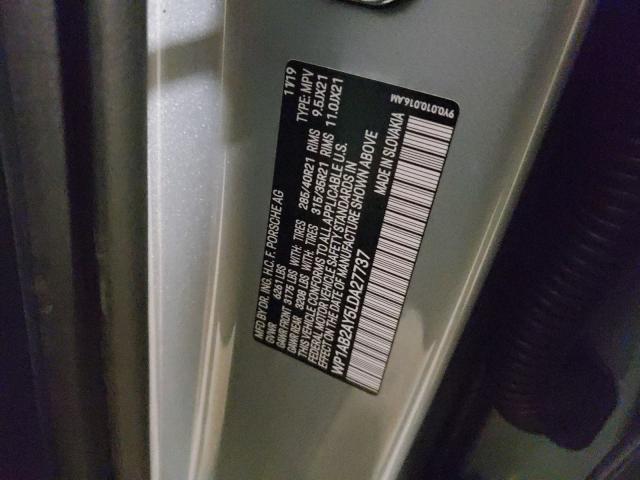 MFD BY DR. ING. H.C. F. PORSCHE AG 11/19
GVWR 6261 LBS TYPE: MPV
GAWR FRONT 3175 LBS WITH: TIRES 285/40R21 RIMS 9.5JX21
GAWR REAR LBS WITH: TIRES 315/35R21 RIMS 11.0JX21
THIS VEHICLE CONFORMS TO ALL APPLICABLE U.S.
FEDERAL MOTOR VEHICLE SAFETY STANDARDS IN
EFFECT ON THE DATE OF MANUFACTURE SHOWN ABOVE
WP1AB2AY5LDA27737 MADE IN SLOVAKIA
9Y0.010.016.AM